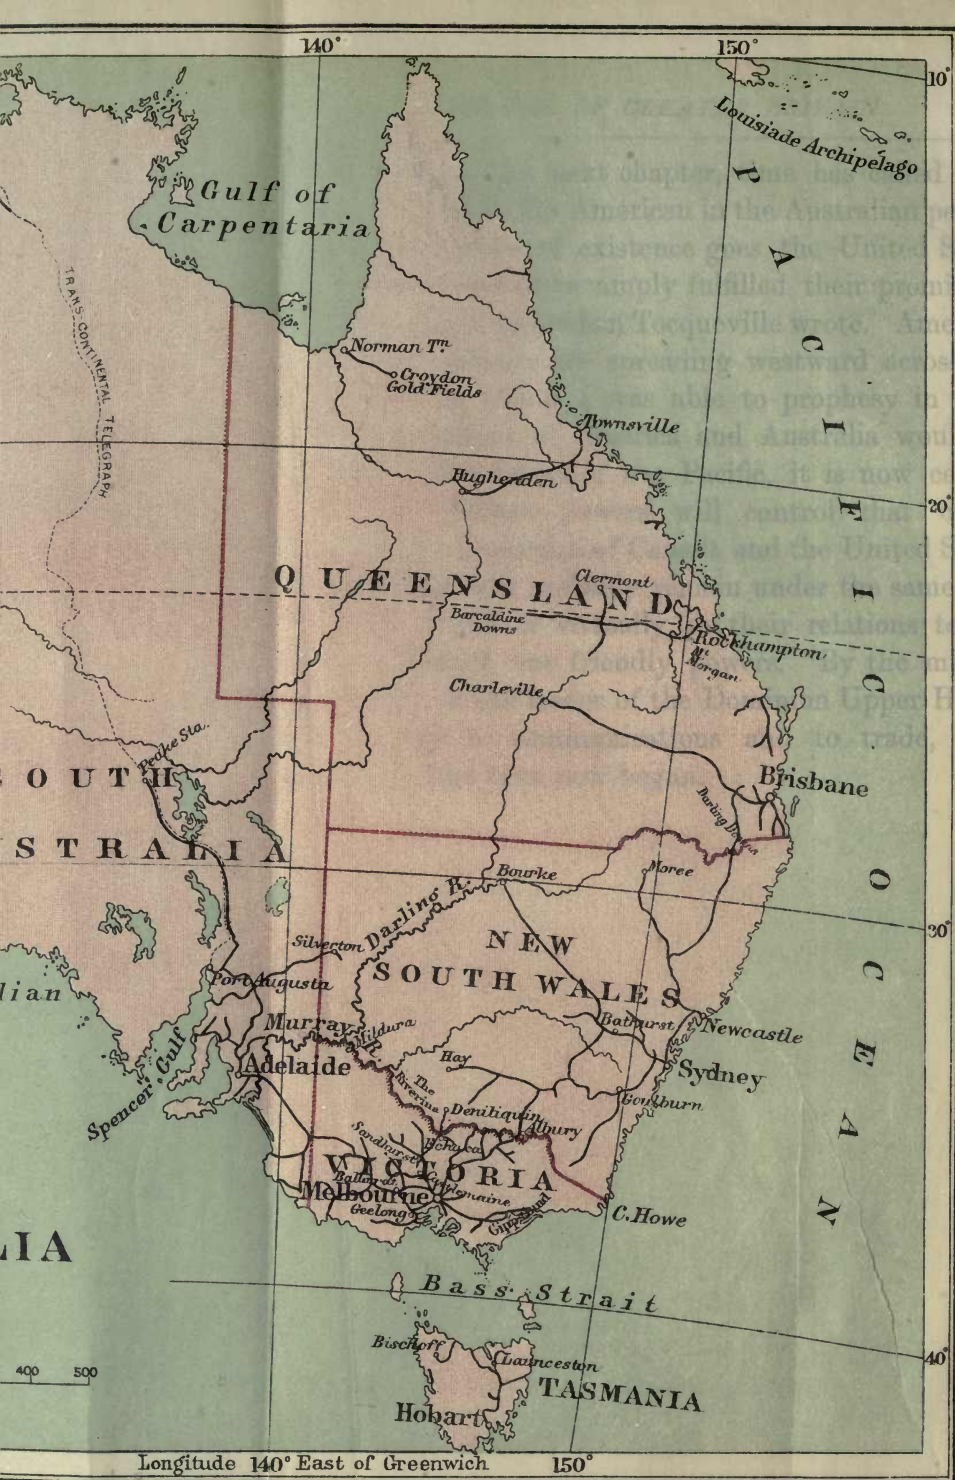 140°
150°
10°
Louisiade Archipelago
Gulf of
Carpentaria
PACIFIC OCEAN
TRANS-CONTINENTAL TELEGRAPH
Norman Tn.
Croydon
Gold Fields
Townsville
Hughenden
20°
QUEENSLAND
Clermont
Barcaldine
Downs
Rockhampton
Mt
Morgan
Charleville
Peake Sta.
OUTH
STRALIA
Brisbane
Darling Downs
Bourke
Moree
Darling R.
30°
NEW
SOUTH WALES
Silverton
Port Augusta
lian
Murray R.
Mildura
Bathurst
Newcastle
Spencer Gulf
Adelaide
Hay
Sydney
The
Riverina
Goulburn
Deniliquin
Albury
Echuca
Sandhurst
VICTORIA
Ballarat
Castlemaine
Melbourne
Geelong
Gippsland
C. Howe
LIA
Bass Strait
400 500
40°
Bischoff
Launceston
TASMANIA
Hobart
Longitude 140° East of Greenwich 150°